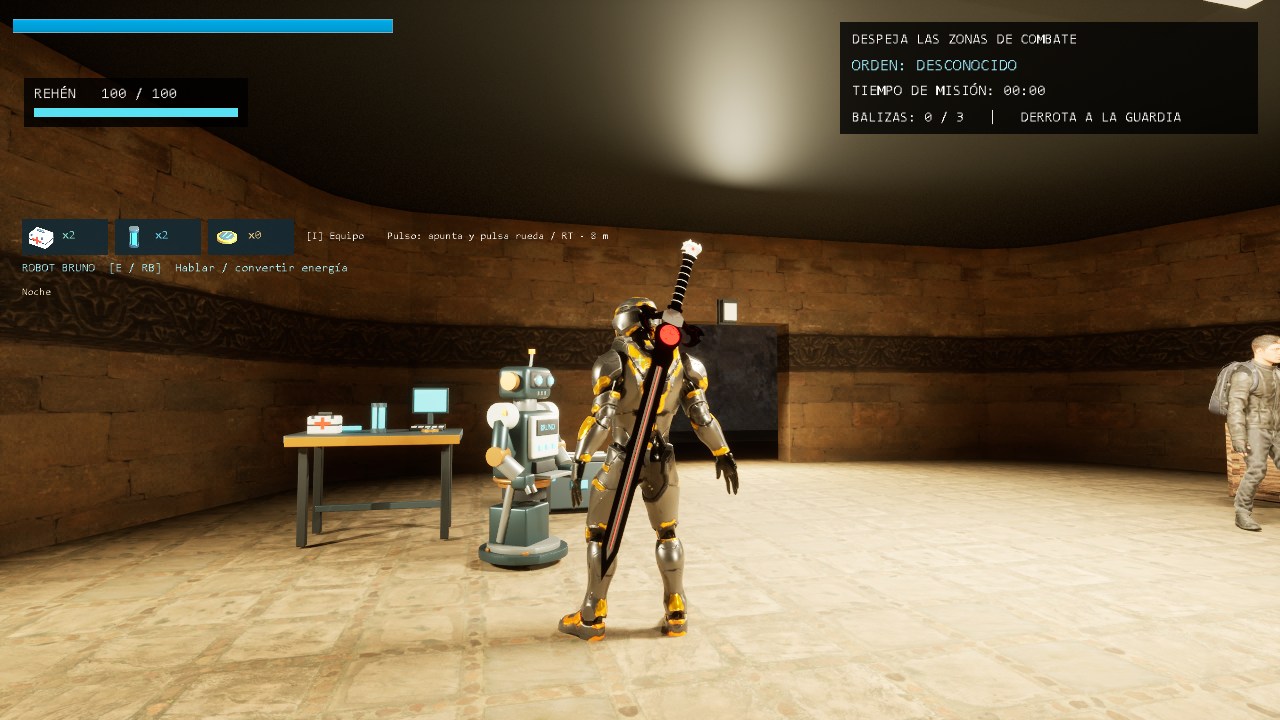 DESPEJA LAS ZONAS DE COMBATE
ORDEN: DESCONOCIDO
TIEMPO DE MISIÓN: 00:00
BALIZAS: 0 / 3 | DERROTA A LA GUARDIA
REHÉN 100 / 100
x2 x2 x0 [I] Equipo Pulso: apunta y pulsa rueda / RT - 8 m
ROBOT BRUNO [E / RB] Hablar / convertir energía
Noche
BRUNO